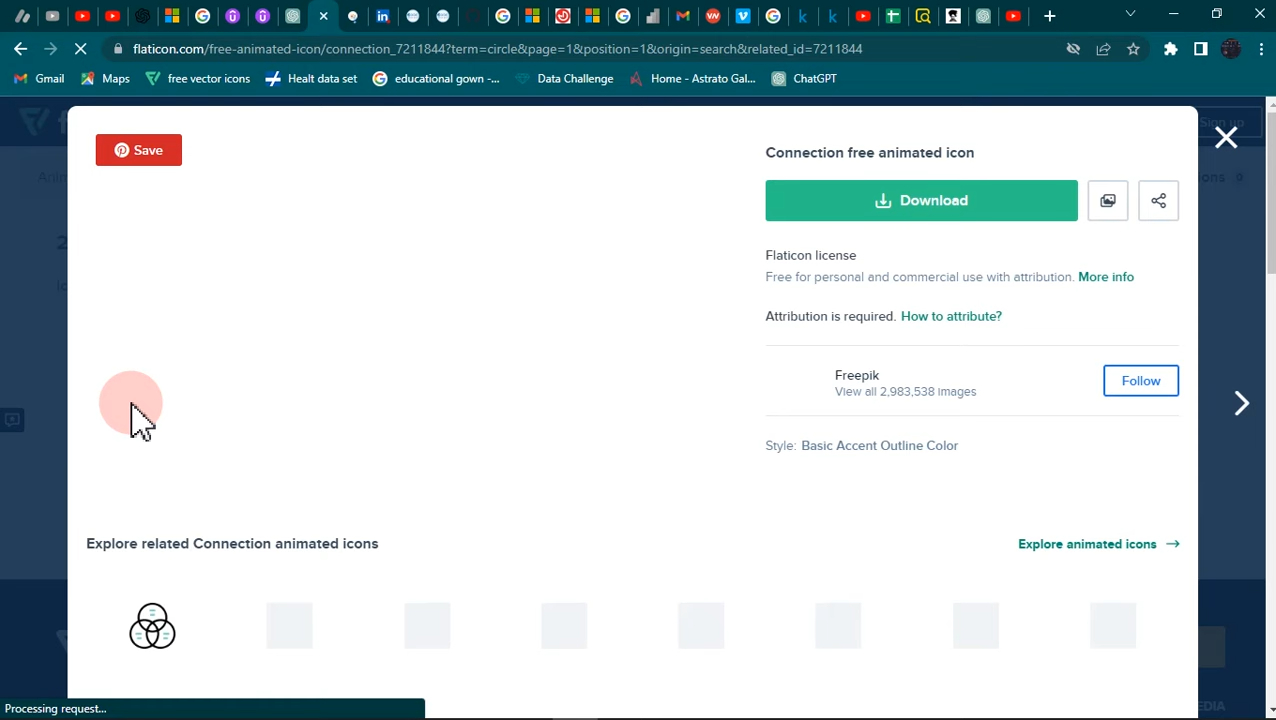 flaticon.com/free-animated-icon/connection_7211844?term=circle&page=1&position=1&origin=search&related_id=7211844
Gmail
Maps
free vector icons
Healt data set
educational gown -...
Data Challenge
Home - Astrato Gal...
ChatGPT
Sign up
Save
Connection free animated icon
Download
Flaticon license
Free for personal and commercial use with attribution. More info
Attribution is required. How to attribute?
Freepik
View all 2,983,538 images
Follow
Style: Basic Accent Outline Color
Explore related Connection animated icons
Explore animated icons
Processing request...